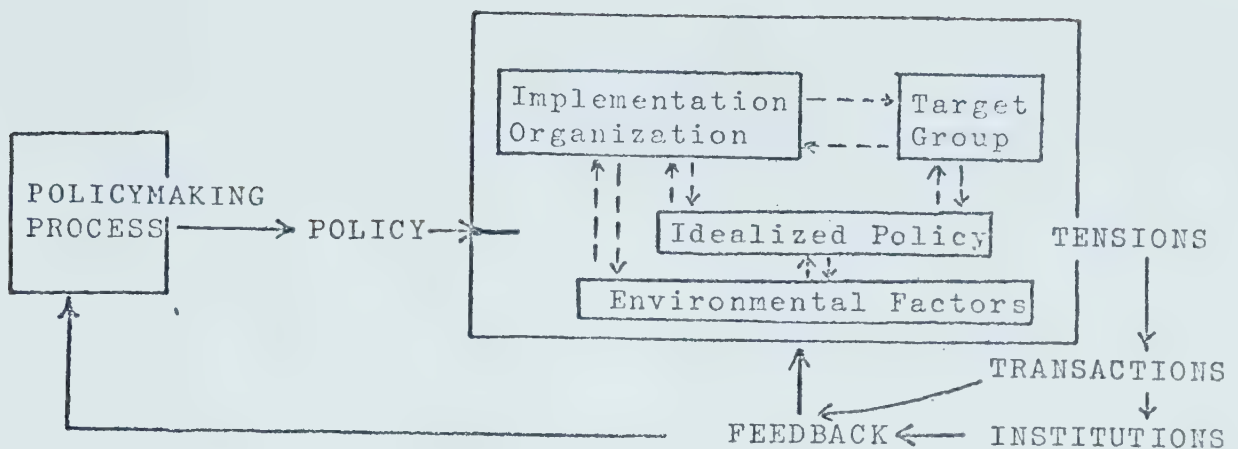 Implementation
Organization
Target
Group
POLICYMAKING
PROCESS
POLICY
Idealized Policy
TENSIONS
Environmental Factors
TRANSACTIONS
FEEDBACK
INSTITUTIONS